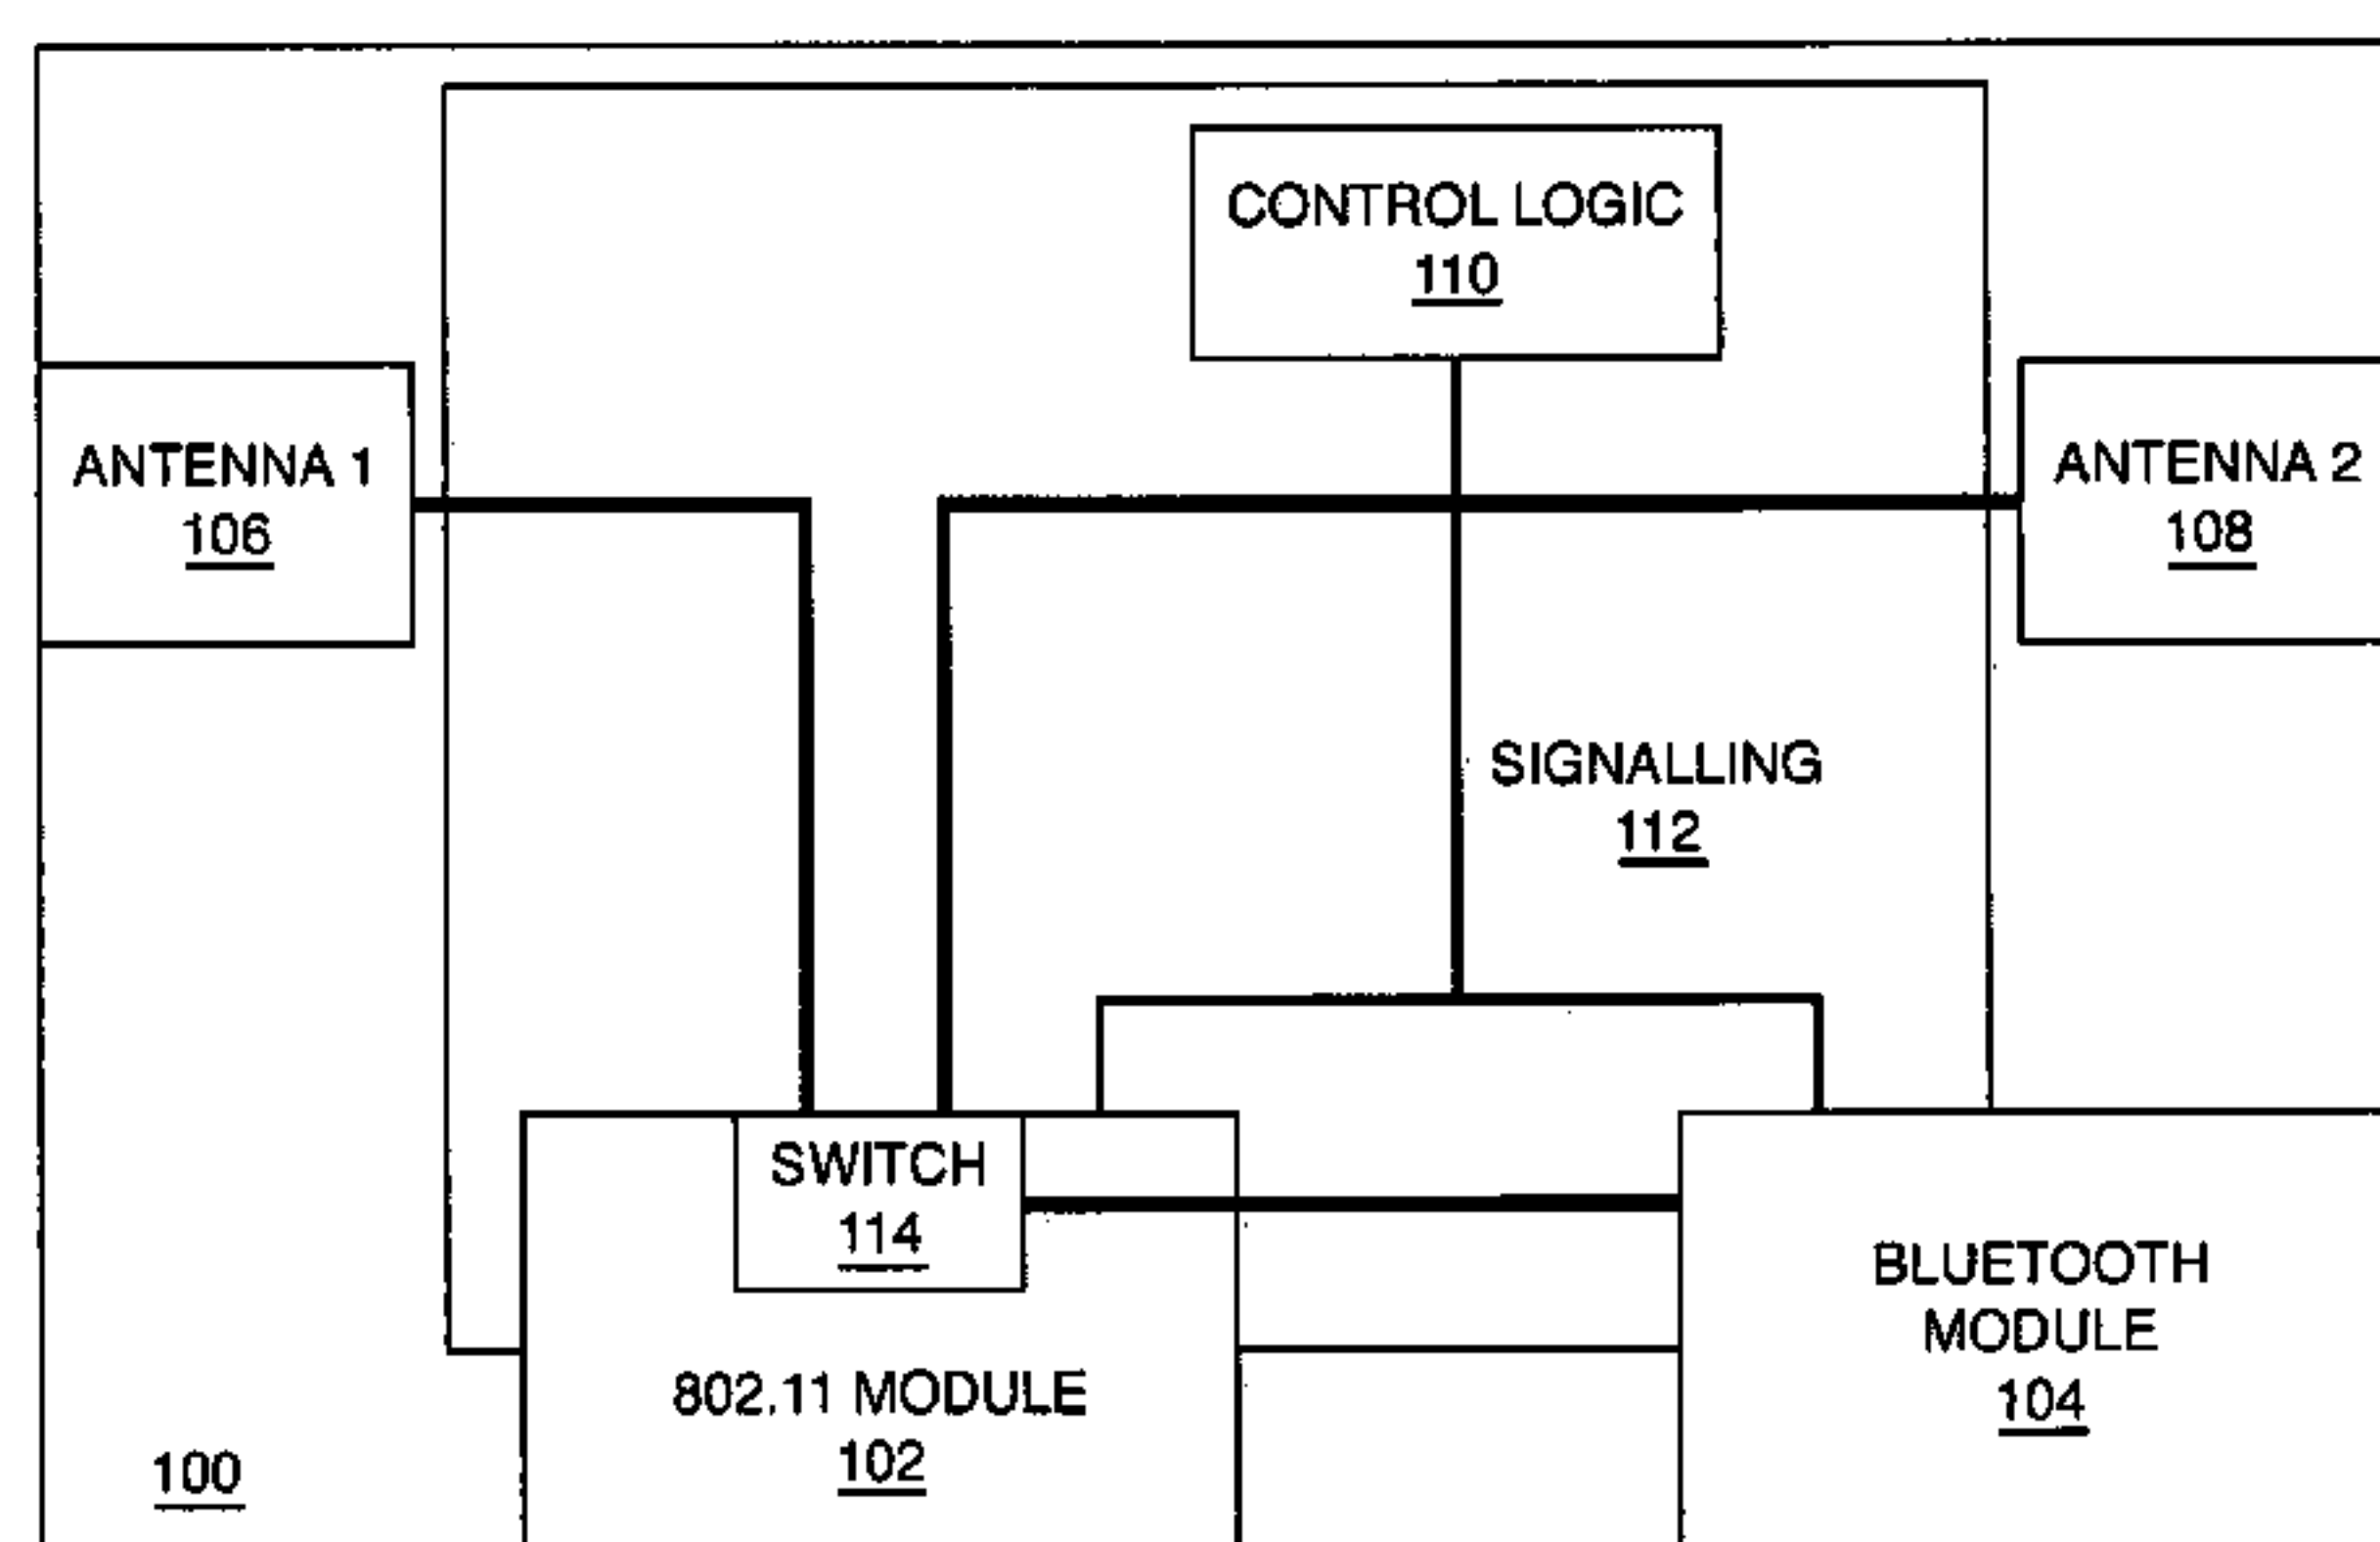 CONTROL LOGIC
110
ANTENNA 1
106
ANTENNA 2
108
SIGNALLING
112
SWITCH
114
BLUETOOTH
MODULE
104
802.11 MODULE
102
100